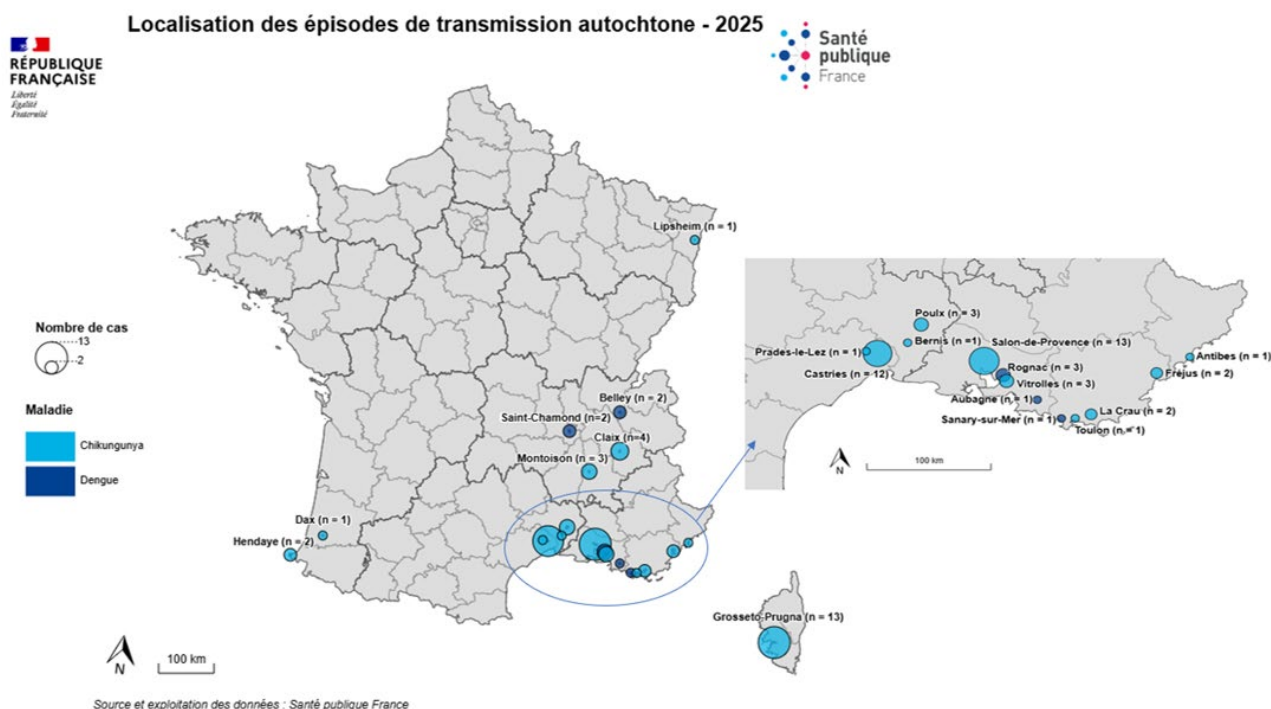 Localisation des épisodes de transmission autochtone - 2025
RÉPUBLIQUE
FRANÇAISE
Liberté
Égalité
Fraternité
Santé
publique
France
Lipsheim (n = 1)
Nombre de cas
13
2
Maladie
Chikungunya
Dengue
Belley (n = 2)
Saint-Chamond (n=2)
Claix (n=4)
Montoison (n = 3)
Dax (n = 1)
Hendaye (n = 2)
Grosseto-Prugna (n = 13)
Poulx (n = 3)
Bernis (n =1)
Salon-de-Provence (n = 13)
Prades-le-Lez (n = 1)
Castries (n = 12)
Rognac (n = 3)
Vitrolles (n = 3)
Antibes (n = 1)
Fréjus (n = 2)
Aubagne (n = 1)
La Crau (n = 2)
Sanary-sur-Mer (n = 1)
Toulon (n = 1)
N
100 km
N
100 km
Source et exploitation des données : Santé publique France